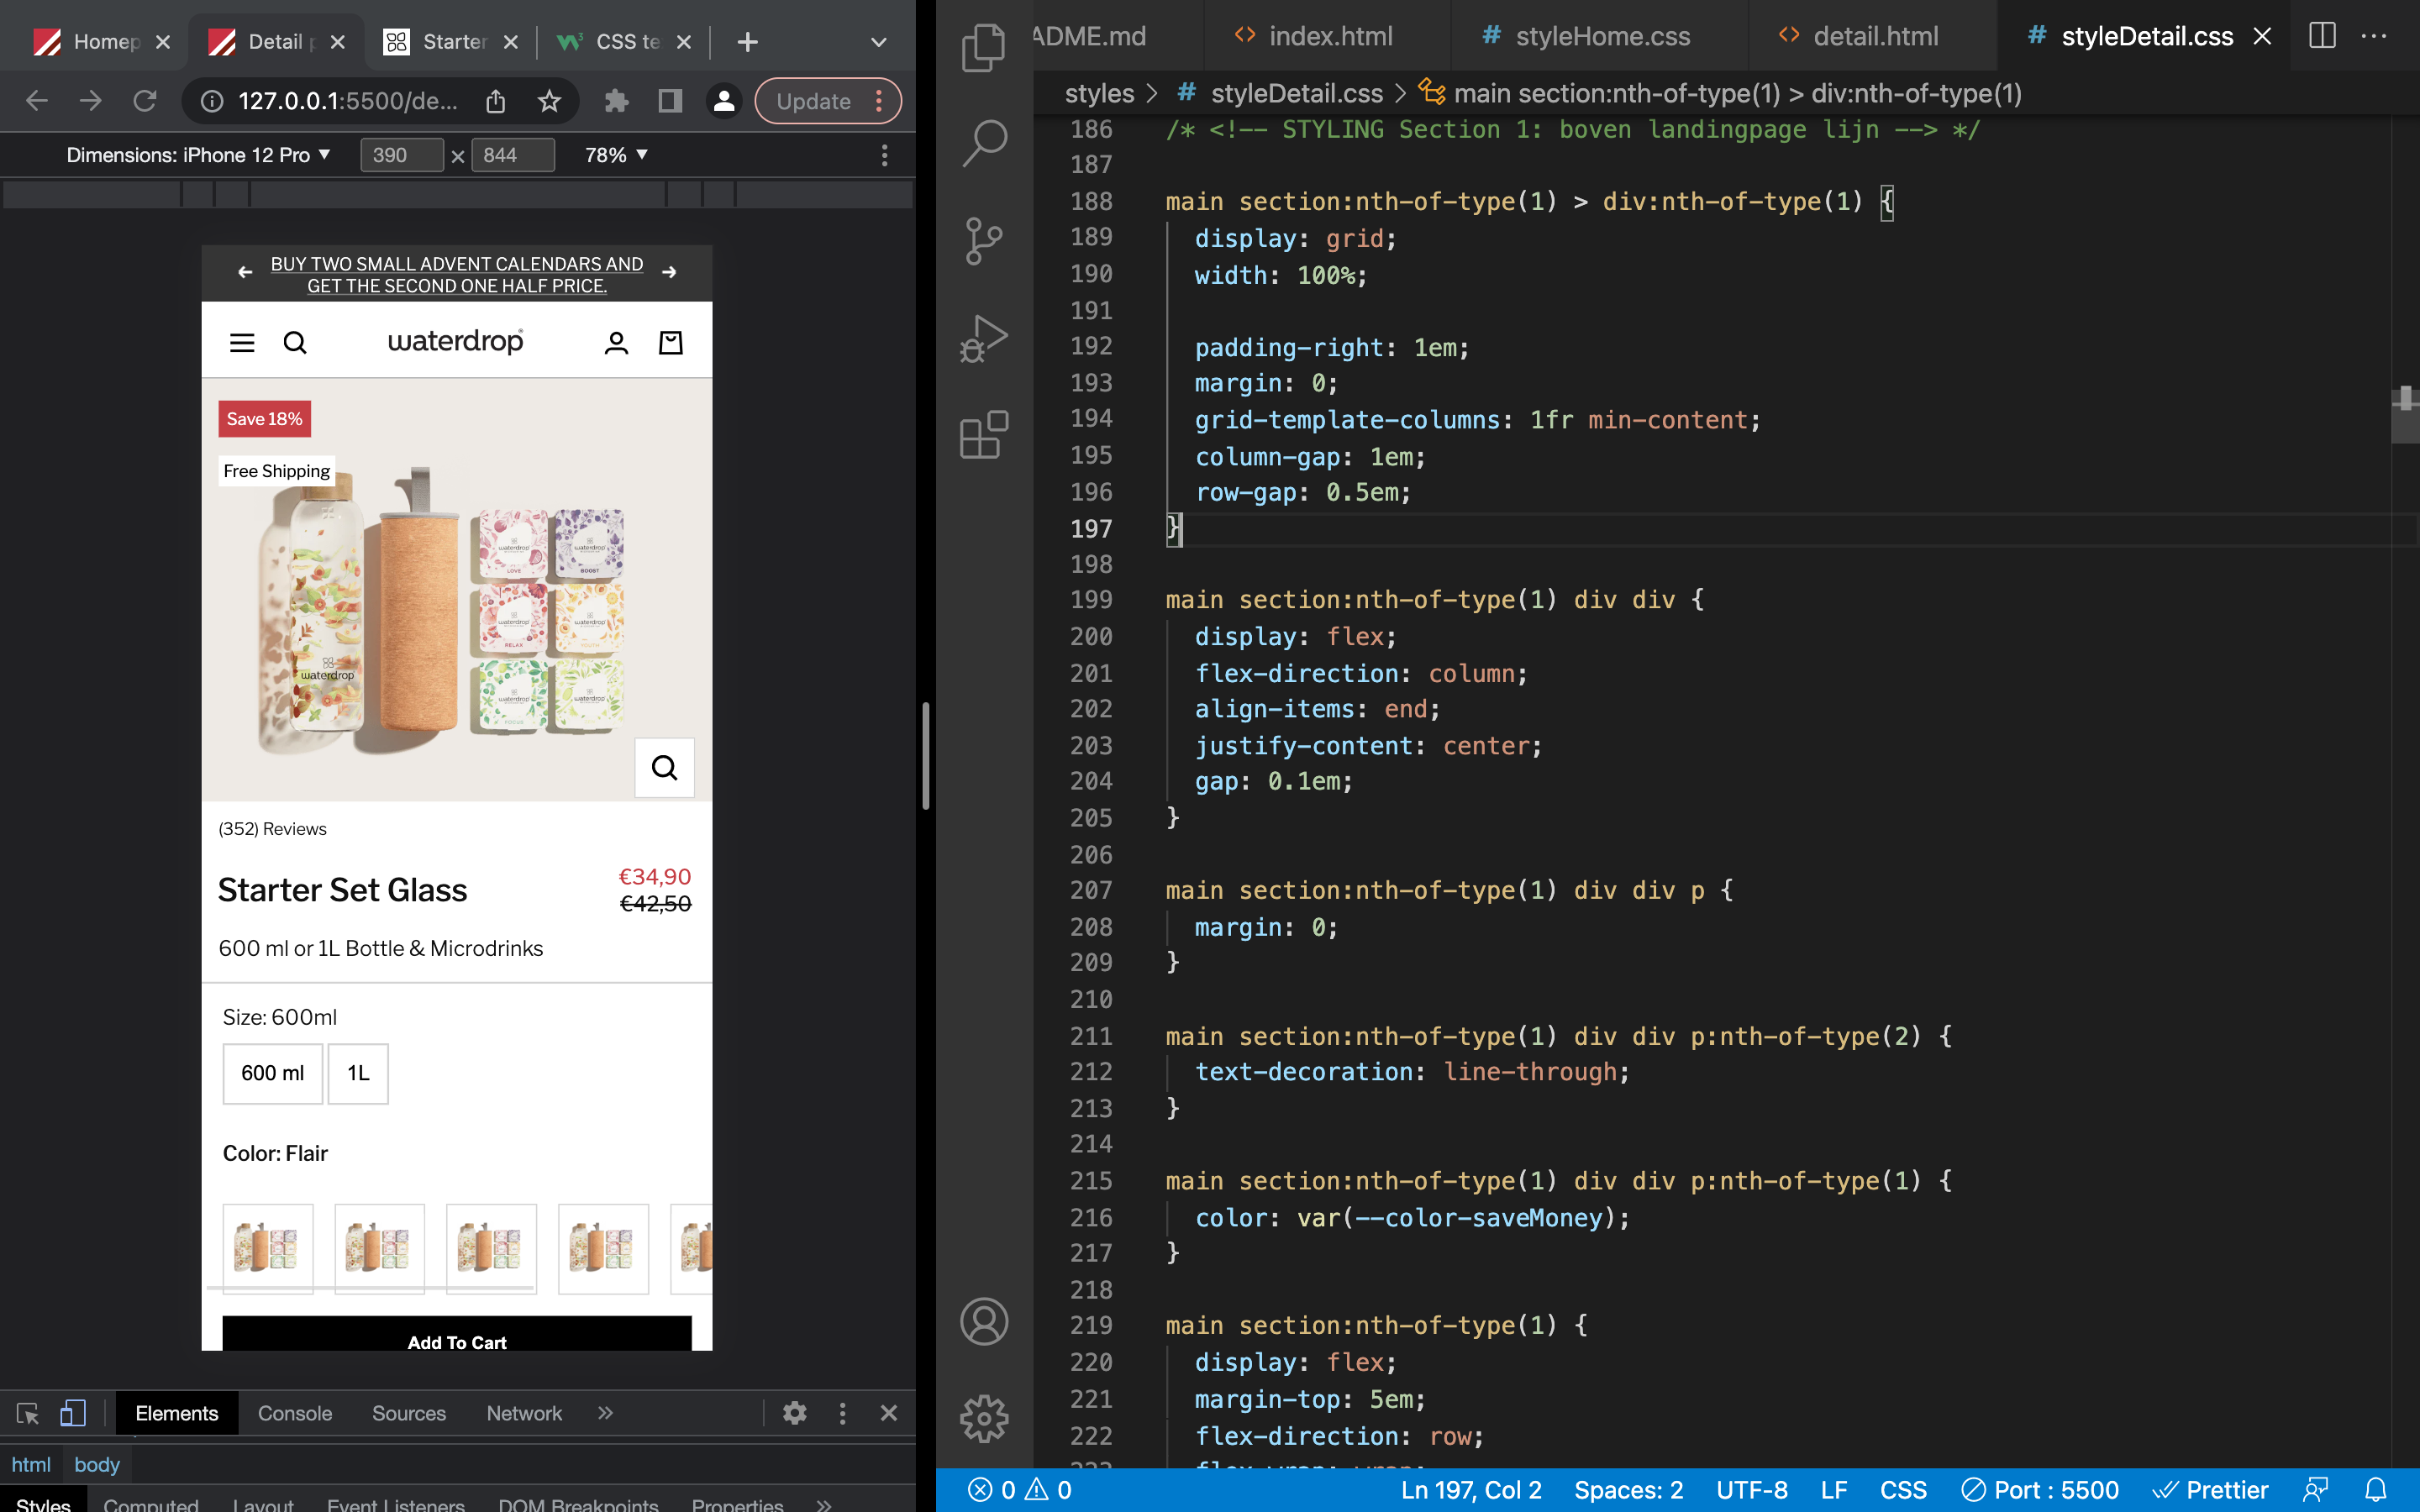 Homep
Detail p
Starter
CSS te
127.0.0.1:5500/de...
Update
Dimensions: iPhone 12 Pro ▼ 390 × 844 78% ▼
BUY TWO SMALL ADVENT CALENDARS AND
GET THE SECOND ONE HALF PRICE.
waterdrop
Save 18%
Free Shipping
waterdrop
LOVE
BOOST
RELAX
YOUTH
FOCUS
(352) Reviews
Starter Set Glass
€34,90
€42,50
600 ml or 1L Bottle & Microdrinks
Size: 600ml
600 ml 1L
Color: Flair
Add To Cart
Elements Console Sources Network »
html body
Styles Computed Layout Event Listeners DOM Breakpoints Properties »
ADME.md <> index.html # styleHome.css <> detail.html # styleDetail.css
styles > # styleDetail.css > main section:nth-of-type(1) > div:nth-of-type(1)
186 /* <!-- STYLING Section 1: boven landingpage lijn --> */
187
188 main section:nth-of-type(1) > div:nth-of-type(1) {
189 display: grid;
190 width: 100%;
191
192 padding-right: 1em;
193 margin: 0;
194 grid-template-columns: 1fr min-content;
195 column-gap: 1em;
196 row-gap: 0.5em;
197 }
198
199 main section:nth-of-type(1) div div {
200 display: flex;
201 flex-direction: column;
202 align-items: end;
203 justify-content: center;
204 gap: 0.1em;
205 }
206
207 main section:nth-of-type(1) div div p {
208 margin: 0;
209 }
210
211 main section:nth-of-type(1) div div p:nth-of-type(2) {
212 text-decoration: line-through;
213 }
214
215 main section:nth-of-type(1) div div p:nth-of-type(1) {
216 color: var(--color-saveMoney);
217 }
218
219 main section:nth-of-type(1) {
220 display: flex;
221 margin-top: 5em;
222 flex-direction: row;
0 0 Ln 197, Col 2 Spaces: 2 UTF-8 LF CSS Port : 5500 Prettier